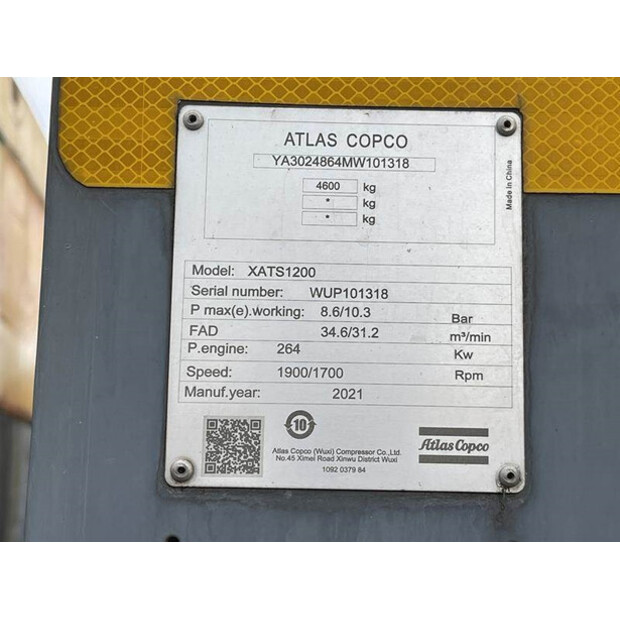 ATLAS COPCO
YA3024864MW101318
4600 kg
* kg
* kg
Made in China
Model: XATS1200
Serial number: WUP101318
P max(e).working: 8.6/10.3 Bar
FAD 34.6/31.2 m³/min
P.engine: 264 Kw
Speed: 1900/1700 Rpm
Manuf.year: 2021
10
Atlas Copco
Atlas Copco (Wuxi) Compressor Co.,Ltd.
No.45 Ximei Road Xinwu District Wuxi
1092 0379 84